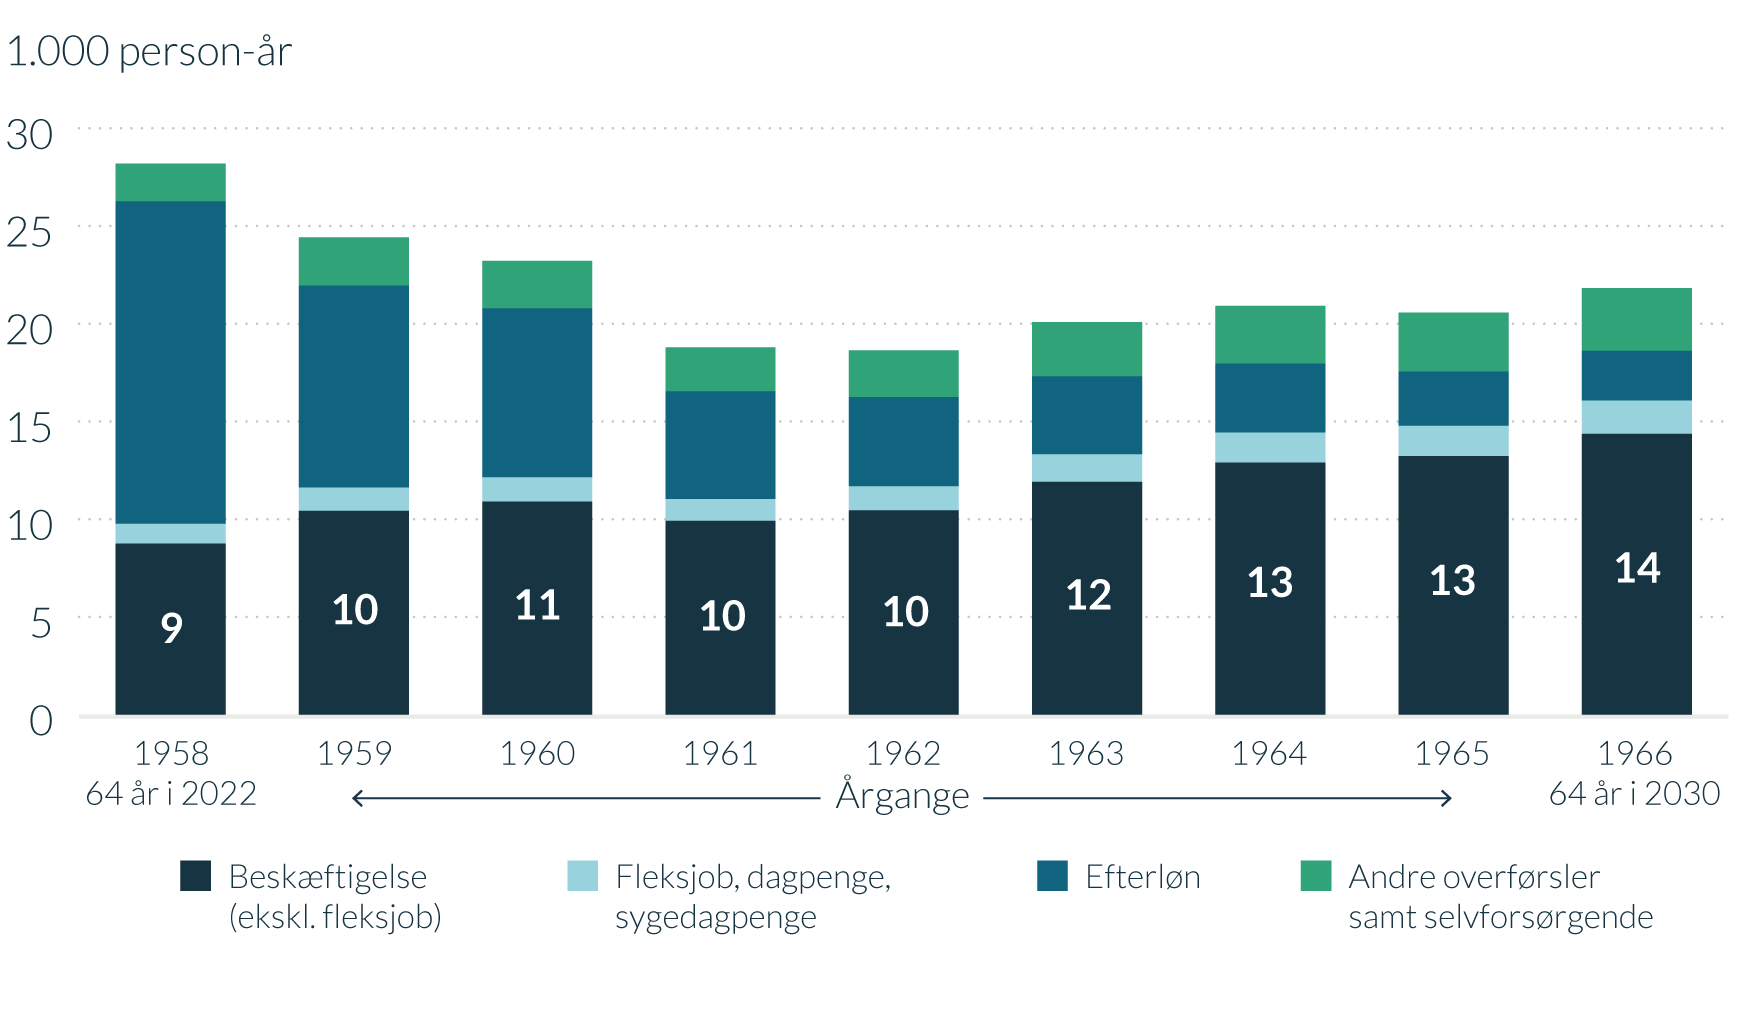 1.000 person-år
30
25
20
15
10
5
0
9
10
11
10
10
12
13
13
14
1958
1959
1960
1961
1962
1963
1964
1965
1966
64 år i 2022
Årgange
64 år i 2030
Beskæftigelse
(ekskl. fleksjob)
Fleksjob, dagpenge,
sygedagpenge
Efterløn
Andre overførsler
samt selvforsørgende